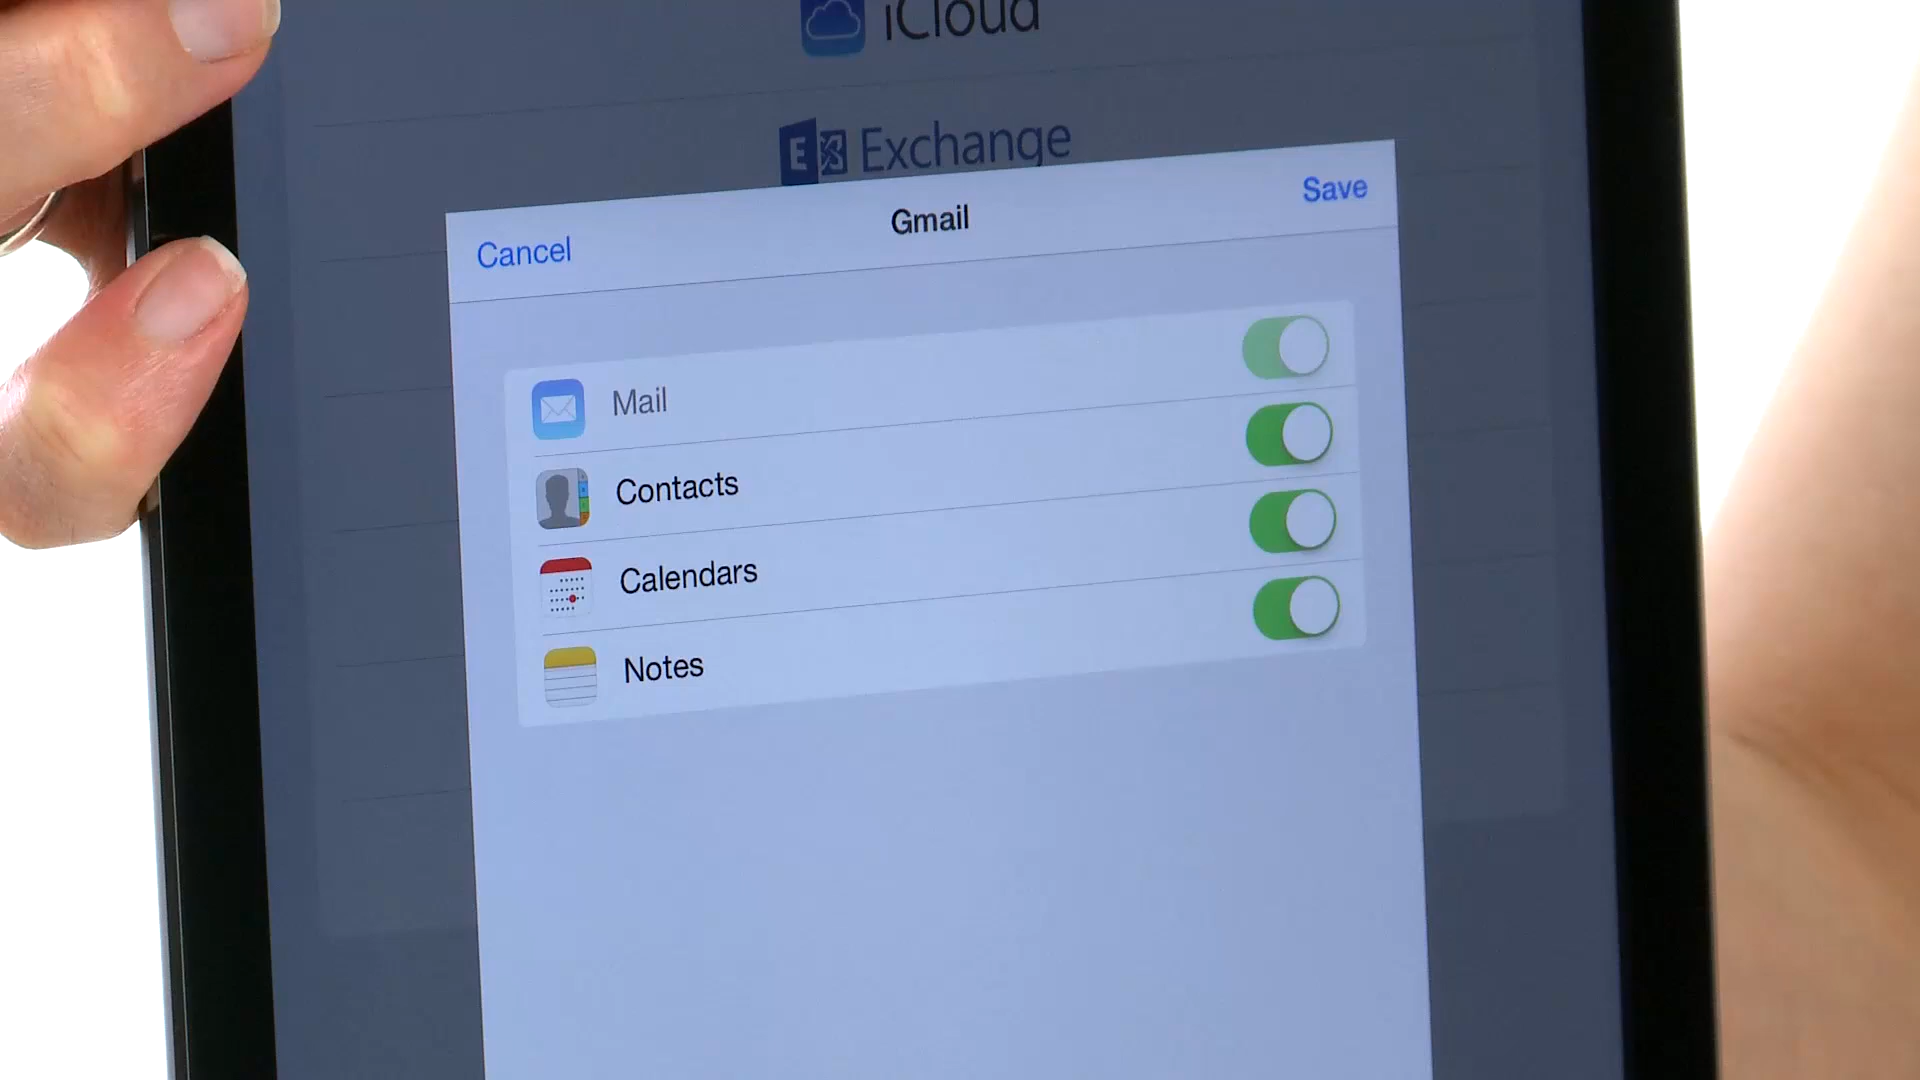 iCloud
E Exchange
Cancel
Gmail
Save
Mail
Contacts
Calendars
Notes